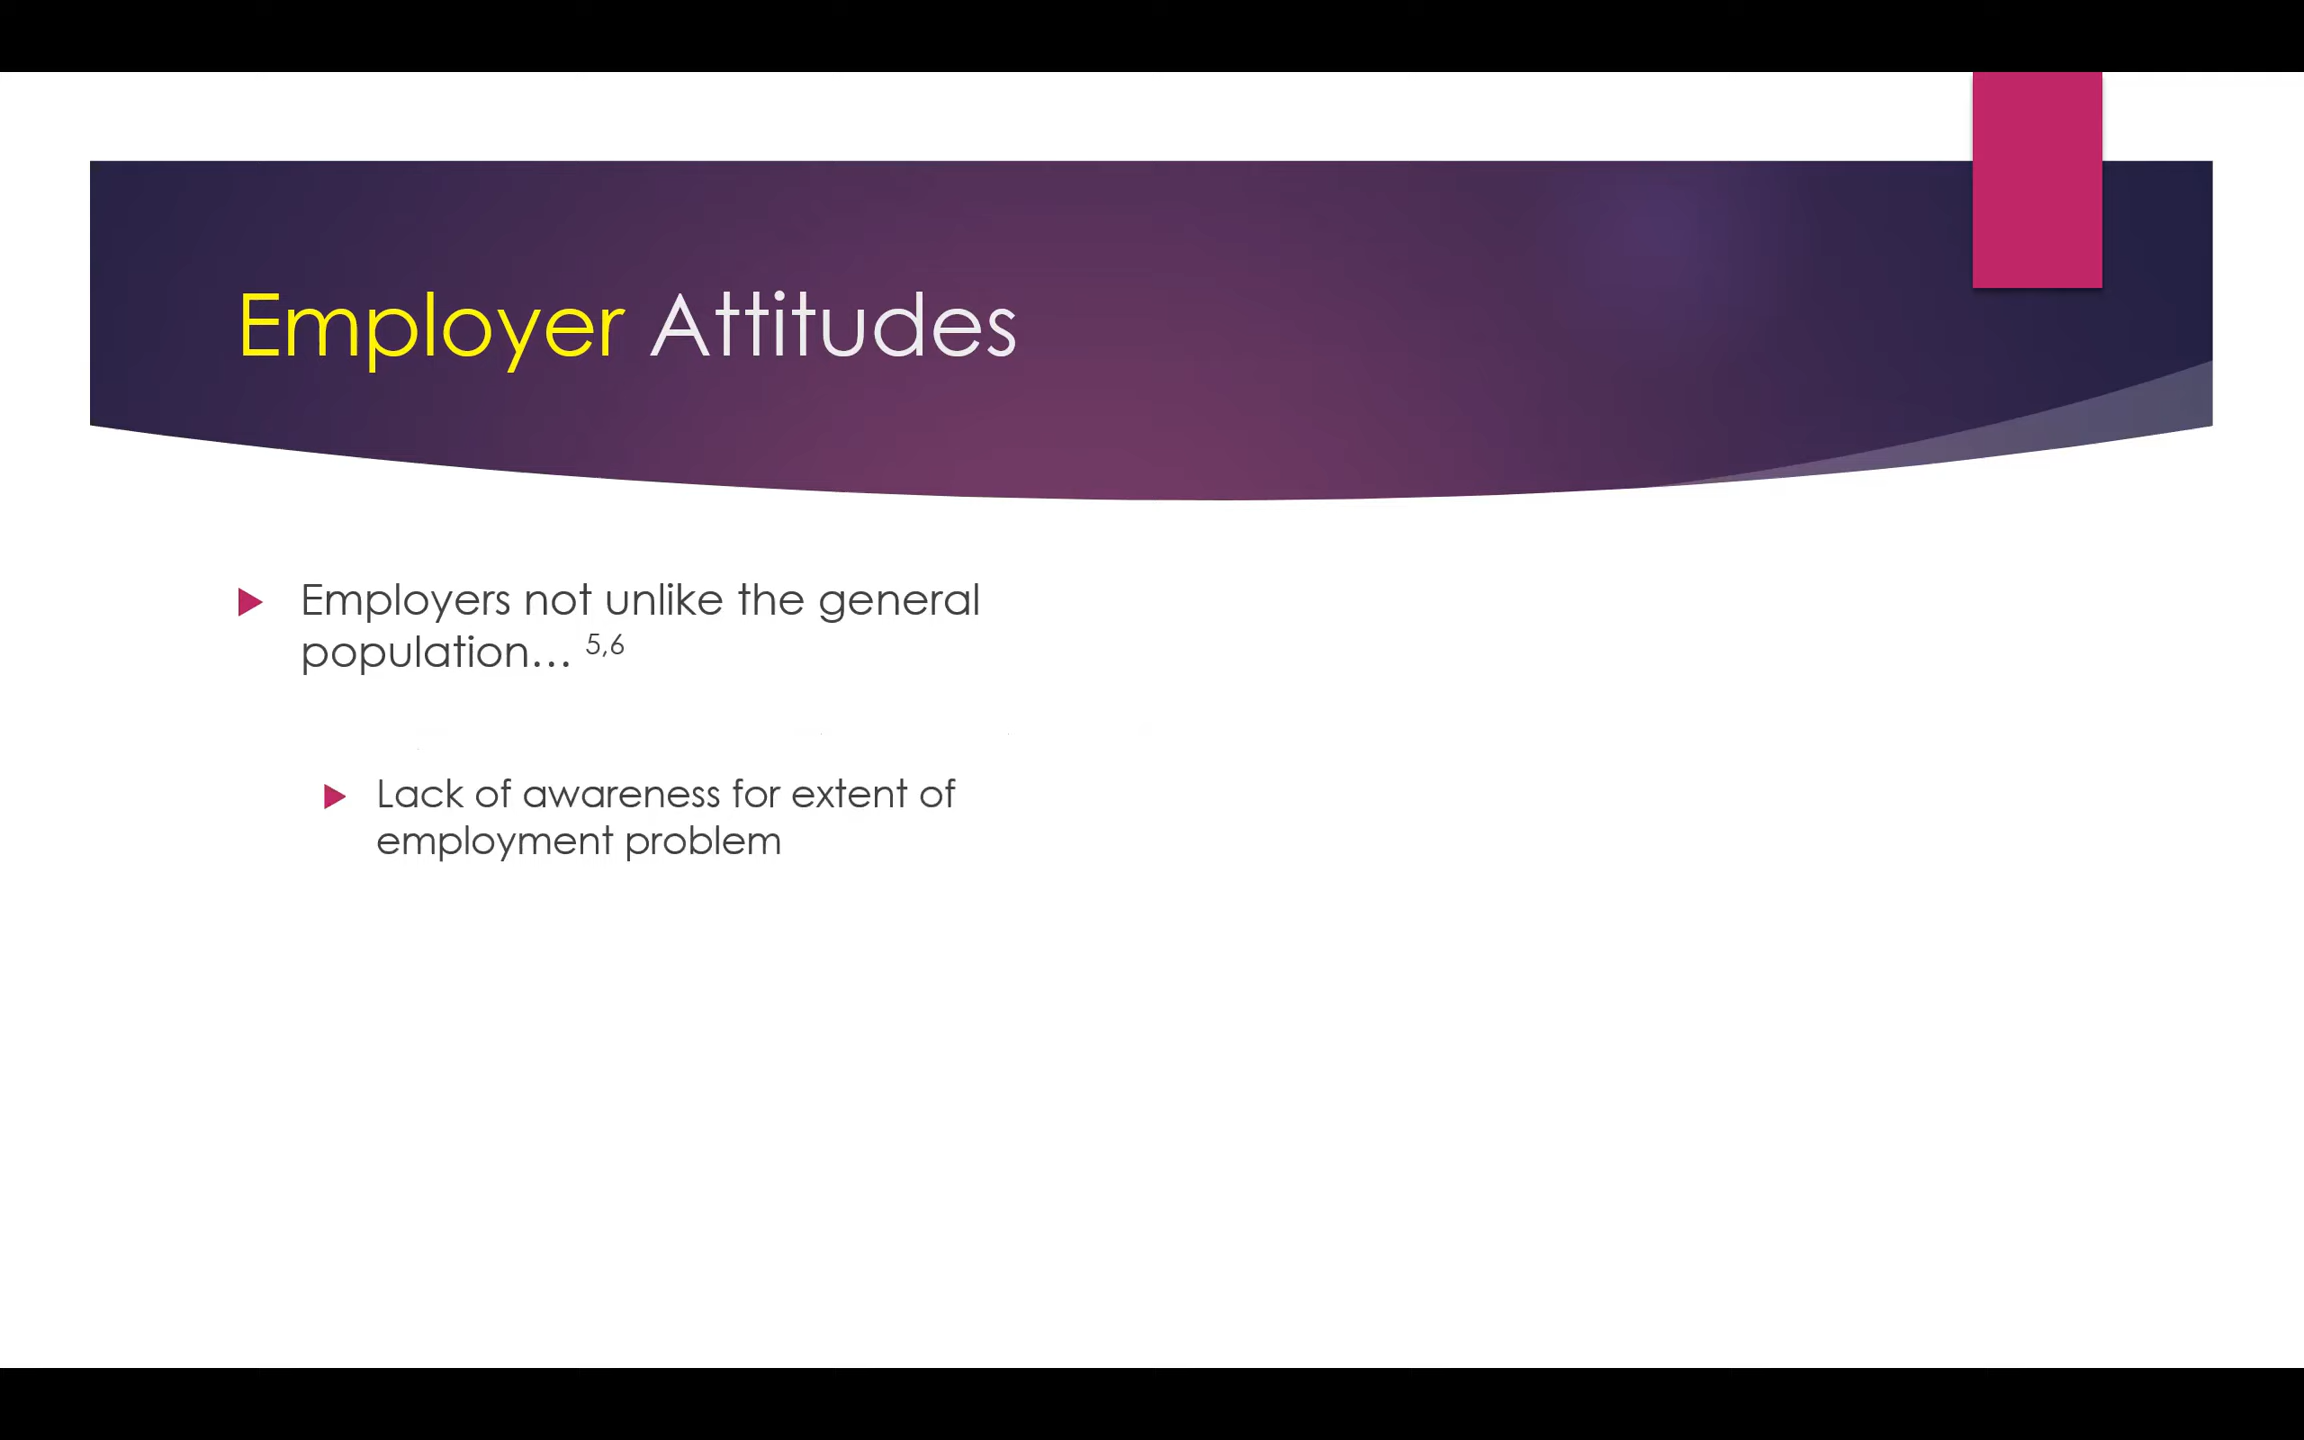 Employer Attitudes
Employers not unlike the general
population… 5,6
Lack of awareness for extent of
employment problem